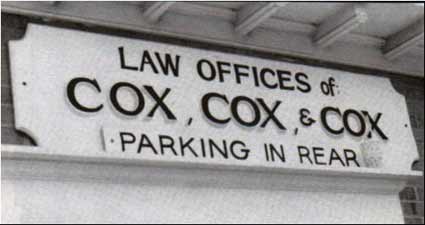 LAW OFFICES of:
COX, COX, & COX
PARKING IN REAR